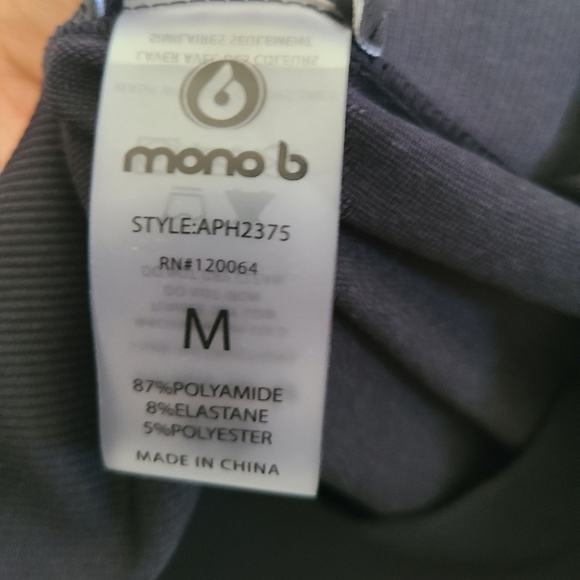 mono b
STYLE:APH2375
RN#120064
M
87%POLYAMIDE
8%ELASTANE
5%POLYESTER
MADE IN CHINA